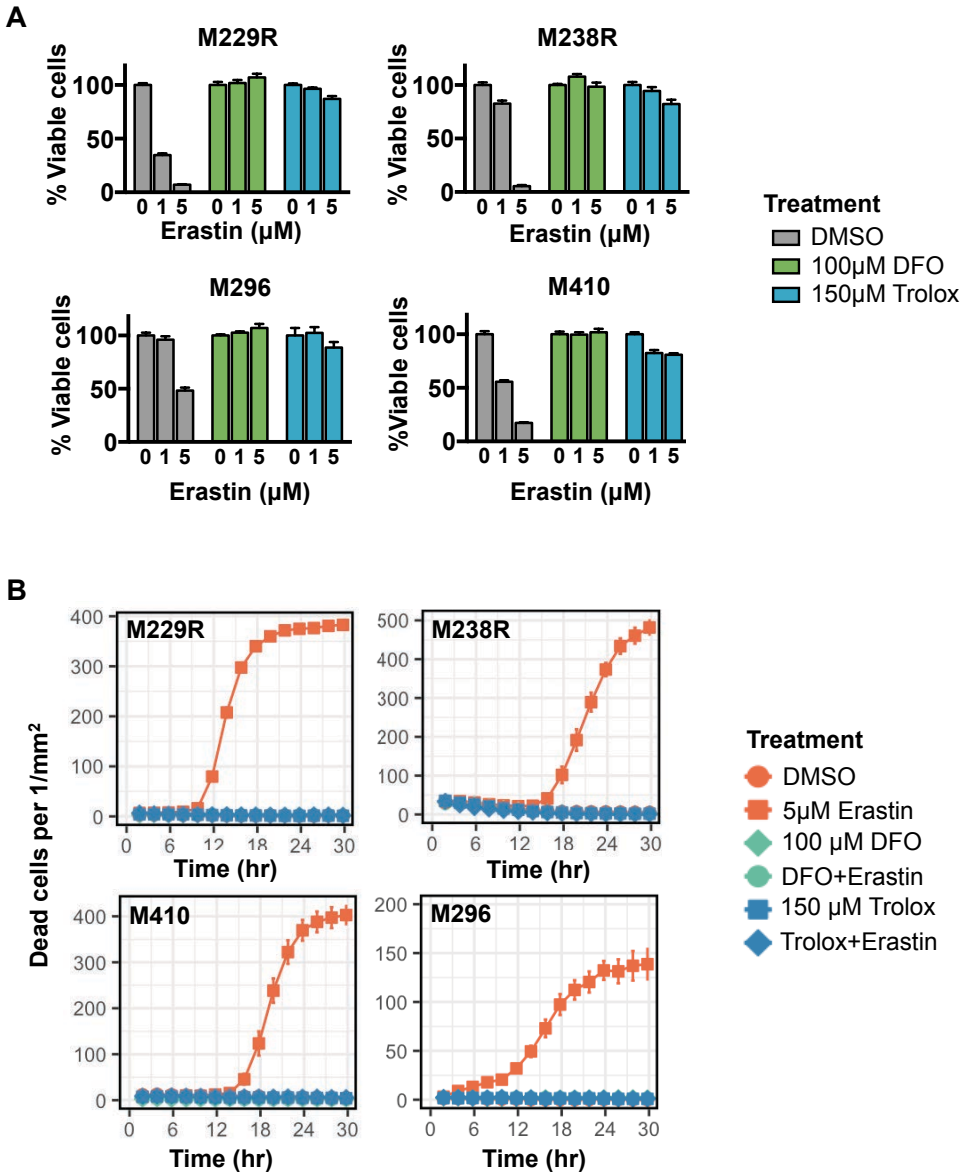 A
M229R
% Viable cells
100
50
0
0 1 5 0 1 5 0 1 5
Erastin (µM)
M238R
% Viable cells
100
50
0
0 1 5 0 1 5 0 1 5
Erastin (µM)
Treatment
DMSO
100µM DFO
150µM Trolox
M296
% Viable cells
100
50
0
0 1 5 0 1 5 0 1 5
Erastin (µM)
M410
%Viable cells
100
50
0
0 1 5 0 1 5 0 1 5
Erastin (µM)
B
Dead cells per 1/mm²
M229R
400
300
200
100
0
0 6 12 18 24 30
Time (hr)
M238R
500
400
300
200
100
0
0 6 12 18 24 30
Time (hr)
M410
400
300
200
100
0
0 6 12 18 24 30
Time (hr)
M296
200
150
100
50
0
0 6 12 18 24 30
Time (hr)
Treatment
DMSO
5µM Erastin
100 µM DFO
DFO+Erastin
150 µM Trolox
Trolox+Erastin